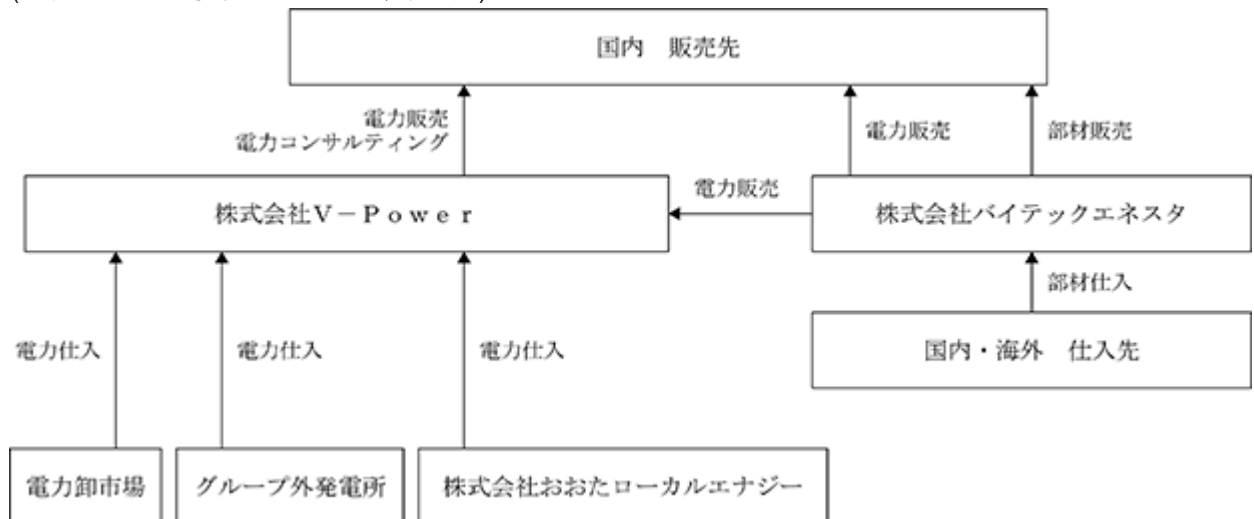 国内　販売先
電力販売
電力コンサルティング
電力販売
部材販売
株式会社Ｖ－Ｐｏｗｅｒ
電力販売
株式会社バイテックエネスタ
部材仕入
電力仕入
電力仕入
電力仕入
国内・海外　仕入先
電力卸市場
グループ外発電所
株式会社おおたローカルエナジー